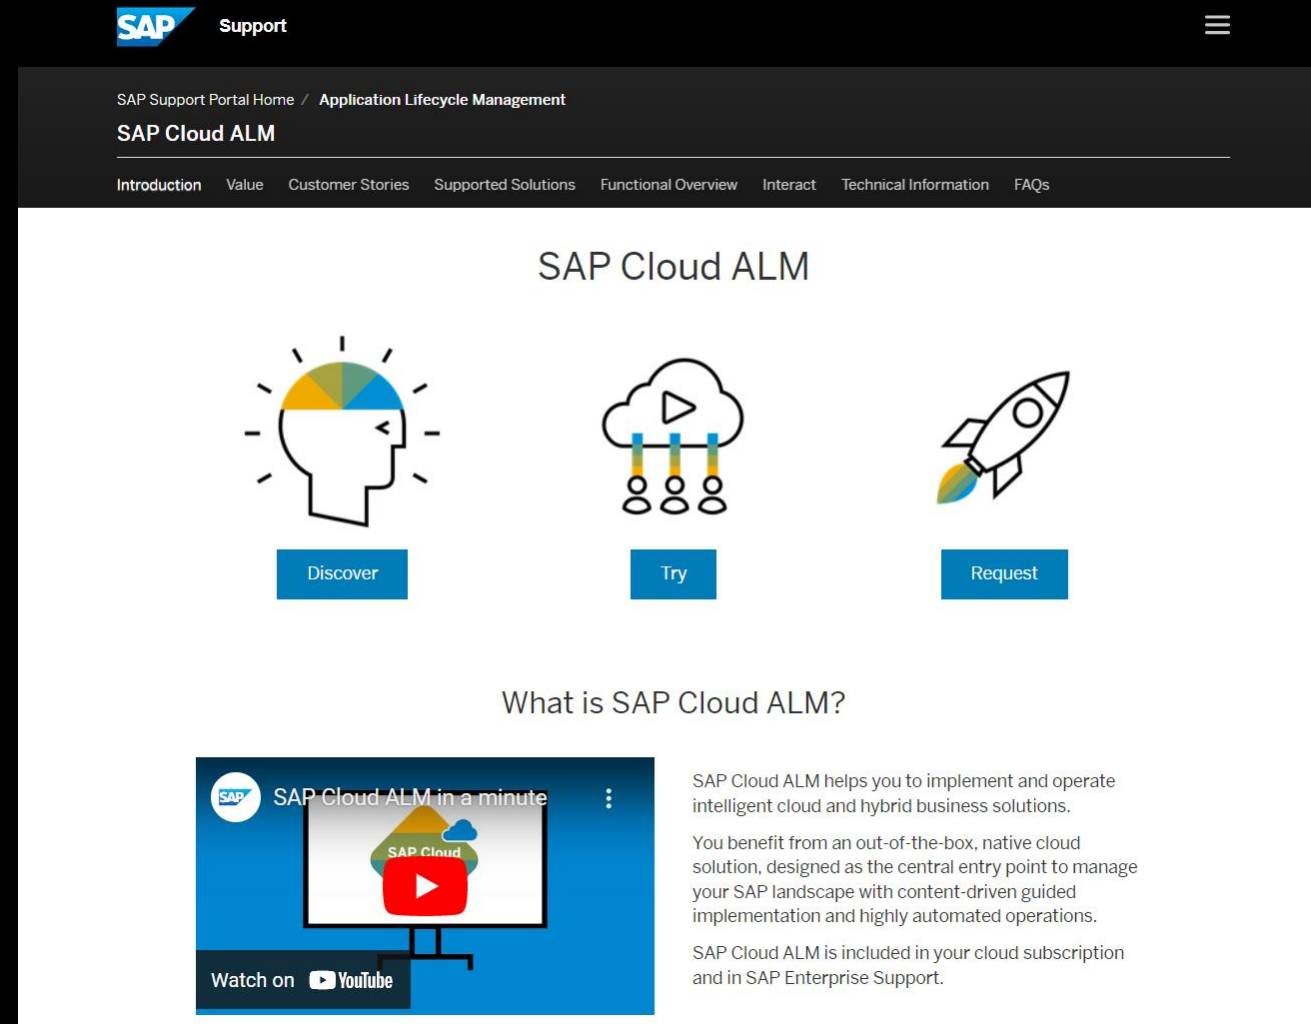 SAP Support
SAP Support Portal Home / Application Lifecycle Management
SAP Cloud ALM
Introduction Value Customer Stories Supported Solutions Functional Overview Interact Technical Information FAQs
SAP Cloud ALM
Discover Try Request
What is SAP Cloud ALM?
SAP SAP Cloud ALM in a minute
SAP Cloud
Watch on YouTube
SAP Cloud ALM helps you to implement and operate
intelligent cloud and hybrid business solutions.
You benefit from an out-of-the-box, native cloud
solution, designed as the central entry point to manage
your SAP landscape with content-driven guided
implementation and highly automated operations.
SAP Cloud ALM is included in your cloud subscription
and in SAP Enterprise Support.